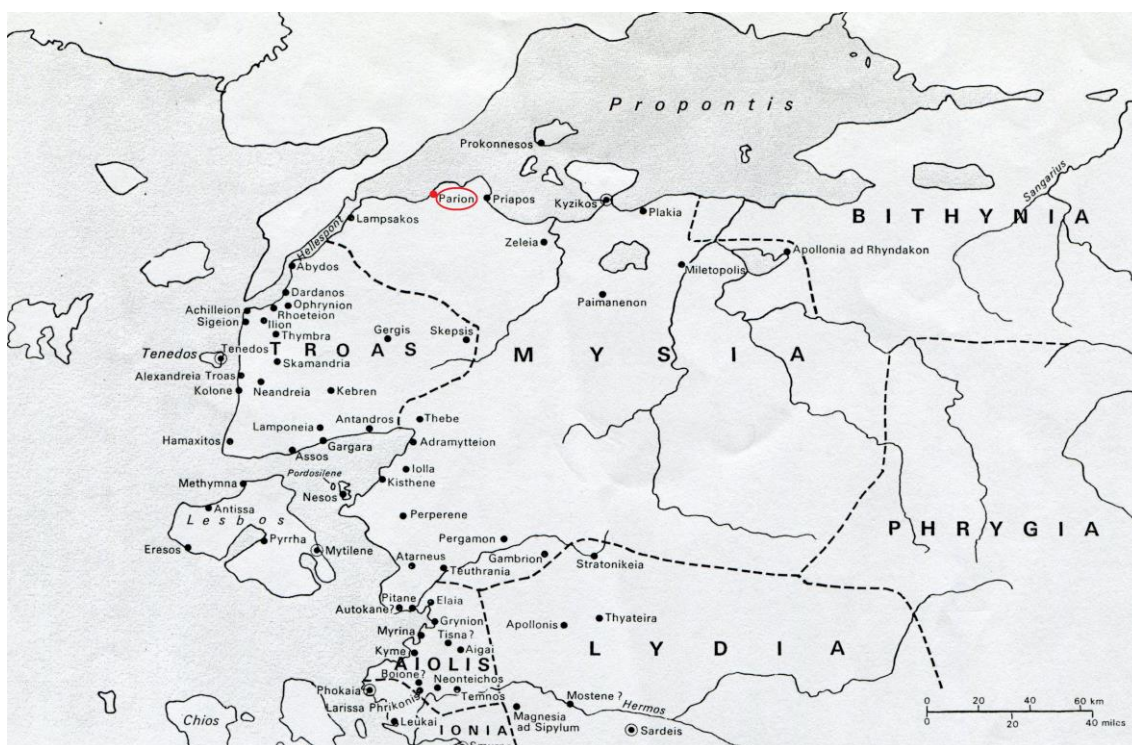 Propontis
Prokonnesos
Parion
Priapos
Kyzikos
Plakia
Sangarius
BITHYNIA
Lampsakos
Hellespont
Zeleia
Apollonia ad Rhyndakon
Miletopolis
Abydos
Paimanenon
Dardanos
Ophrynion
Rhoeteion
Achilleion
Sigeion
Ilion
Thymbra
Gergis
Skepsis
TROAS
MYSIA
Tenedos
Tenedos
Skamandria
Alexandreia Troas
Kolone
Neandreia
Kebren
Lamponeia
Antandros
Thebe
Hamaxitos
Gargara
Adramytteion
Assos
Pordosilene
Iolla
Methymna
Nesos
Kisthene
Antissa
Lesbos
Perperene
PHRYGIA
Eresos
Pyrrha
Mytilene
Pergamon
Gambrion
Stratonikeia
Atarneus
Teuthrania
Pitane
Elaia
Autokane?
Grynion
Apollonis
Thyateira
Myrina
Tisna?
LYDIA
Kyme
Aigai
AIOLIS
Boione?
Neonteichos
Phokaia
Larissa Phrikonis
Temnos
Mostene?
Hermos
Chios
Leukai
Magnesia
ad Sipylum
IONIA
Sardeis
0 20 40 60 km
0 20 40 miles